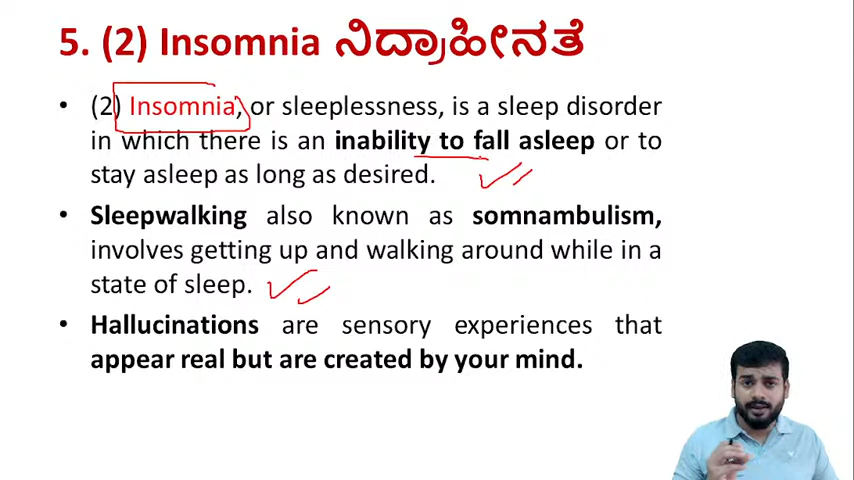 5. (2) Insomnia ನಿದ್ರಾಹೀನತೆ
• (2) Insomnia, or sleeplessness, is a sleep disorder
in which there is an inability to fall asleep or to
stay asleep as long as desired.
• Sleepwalking also known as somnambulism,
involves getting up and walking around while in a
state of sleep.
• Hallucinations are sensory experiences that
appear real but are created by your mind.